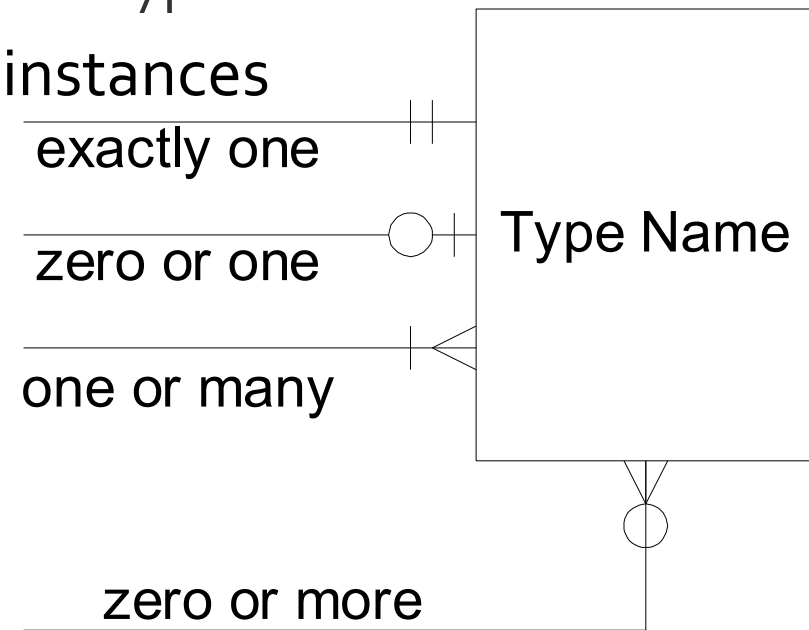 instances
exactly one
zero or one
Type Name
one or many
zero or more